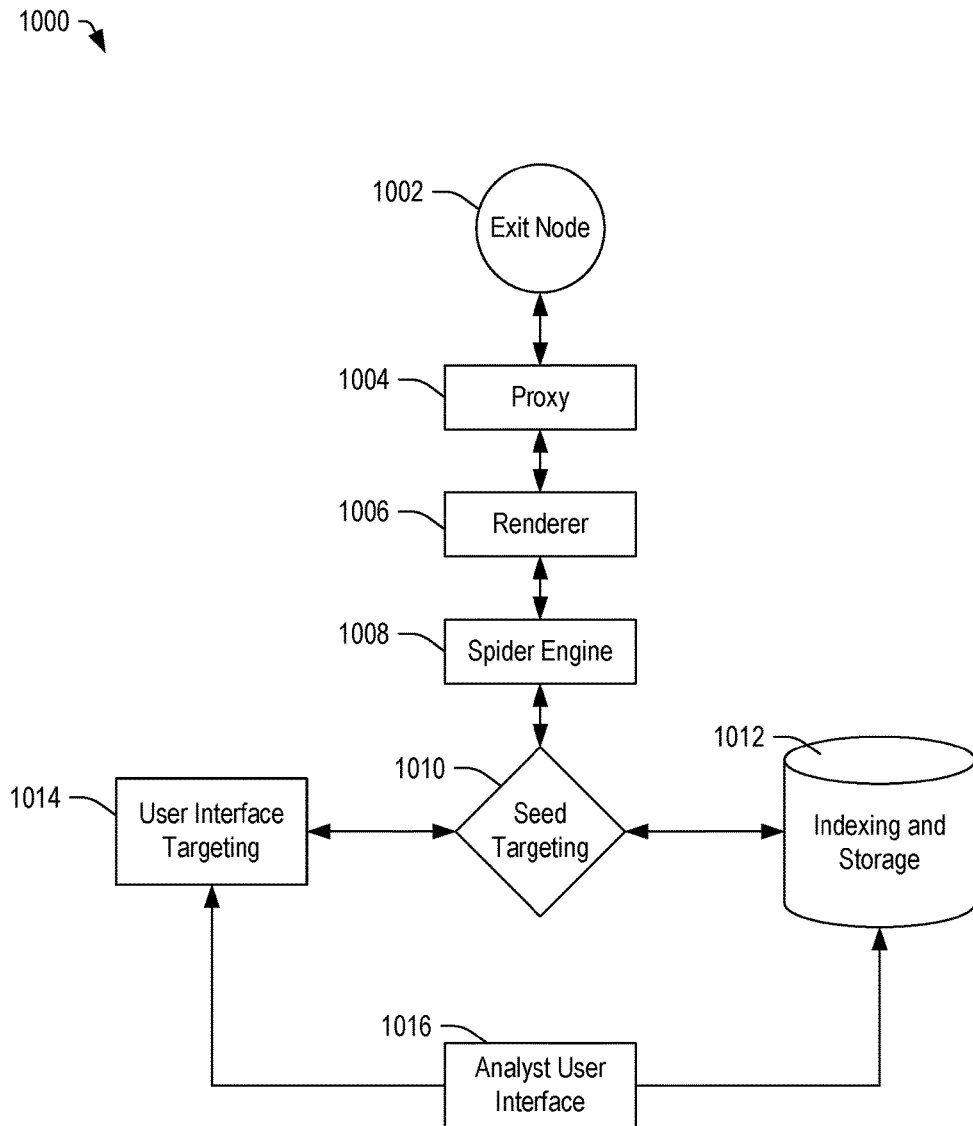 1000
1002
Exit Node
1004
Proxy
1006
Renderer
1008
Spider Engine
1010
Seed
Targeting
1012
Indexing and
Storage
1014
User Interface
Targeting
1016
Analyst User
Interface